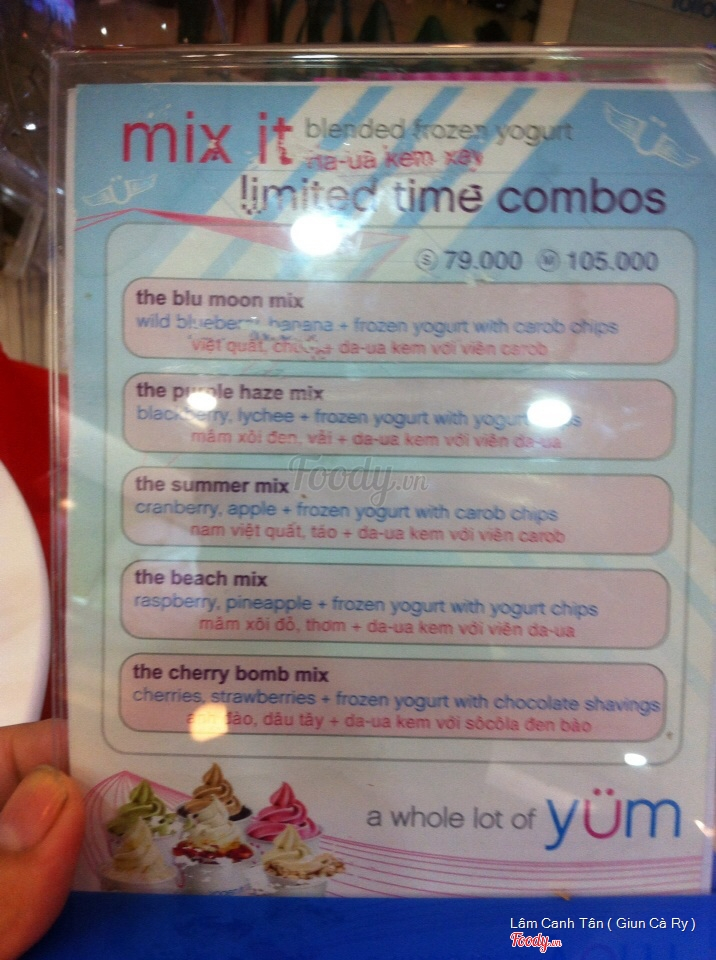 mix it blended frozen yogurt
da-ua kem xay
limited time combos
S 79.000 M 105.000
the blu moon mix
wild blueberry, banana + frozen yogurt with carob chips
việt quất, + da-ua kem với viên carob
the purple haze mix
blackberry, lychee + frozen yogurt with yogurt
mâm xôi đen, vải + da-ua kem với viên da-ua
Foody.vn
the summer mix
cranberry, apple + frozen yogurt with carob chips
nam việt quất, táo + da-ua kem với viên carob
the beach mix
raspberry, pineapple + frozen yogurt with yogurt chips
mâm xôi đỏ, thơm + da-ua kem với viên da-ua
the cherry bomb mix
cherries, strawberries + frozen yogurt with chocolate shavings
đào, dâu tây + da-ua kem với sôcôla đen bào
a whole lot of yüm
Lâm Canh Tân ( Giun Cà Ry )
Foody.vn